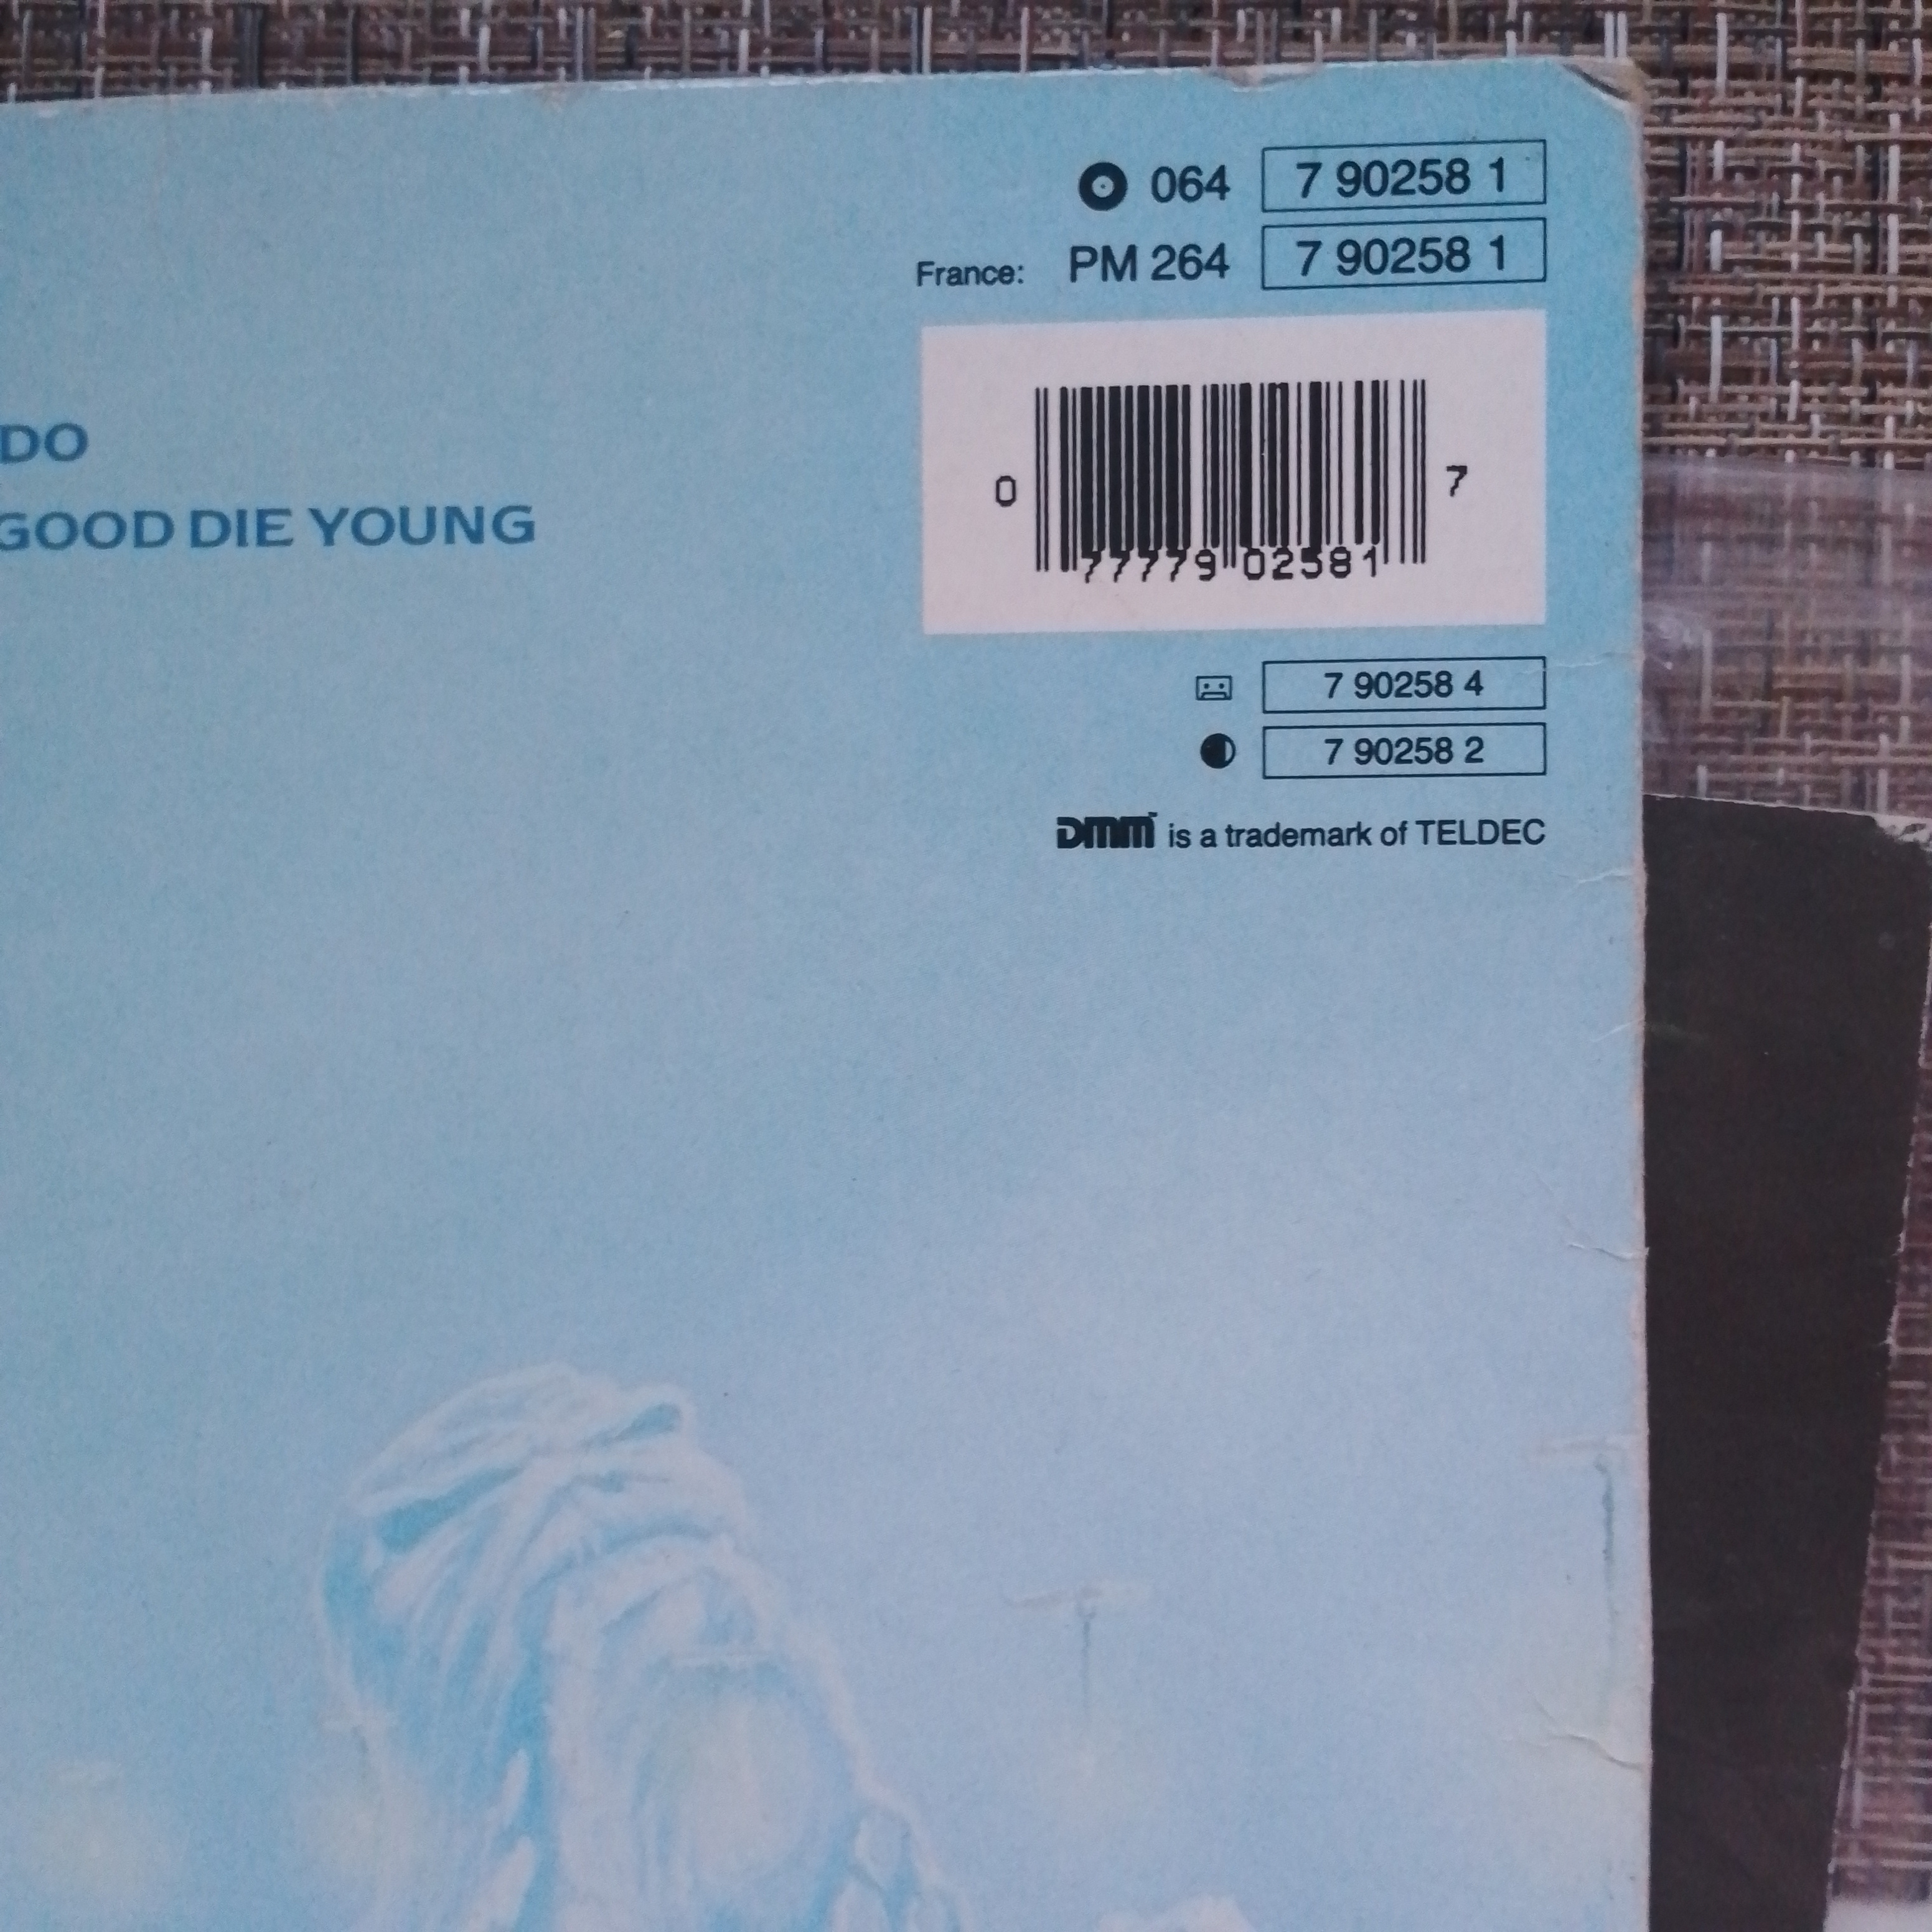 064 7 90258 1
France: PM 264 7 90258 1
DO
GOOD DIE YOUNG
0 77779 02581 7
7 90258 4
7 90258 2
DMM™ is a trademark of TELDEC